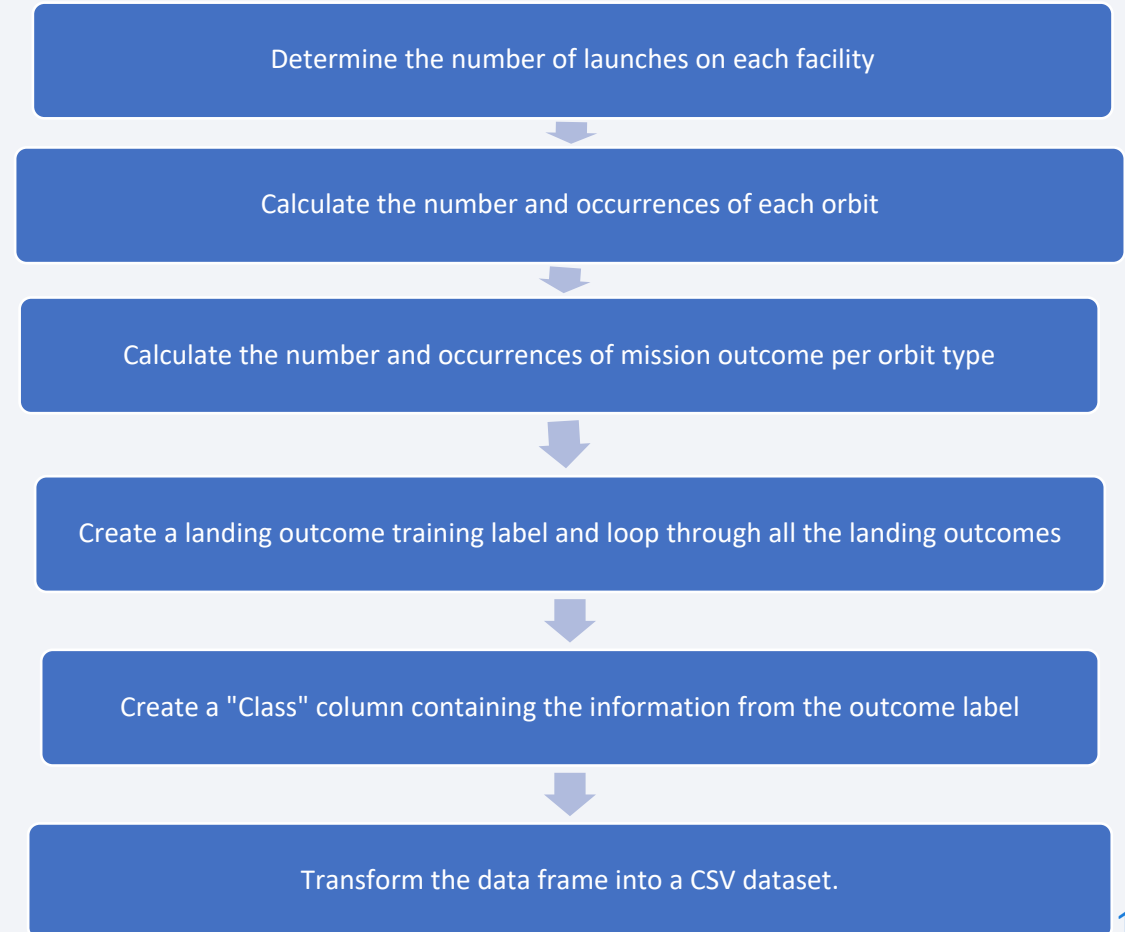 Determine the number of launches on each facility
Calculate the number and occurrences of each orbit
Calculate the number and occurrences of mission outcome per orbit type
Create a landing outcome training label and loop through all the landing outcomes
Create a "Class" column containing the information from the outcome label
Transform the data frame into a CSV dataset.